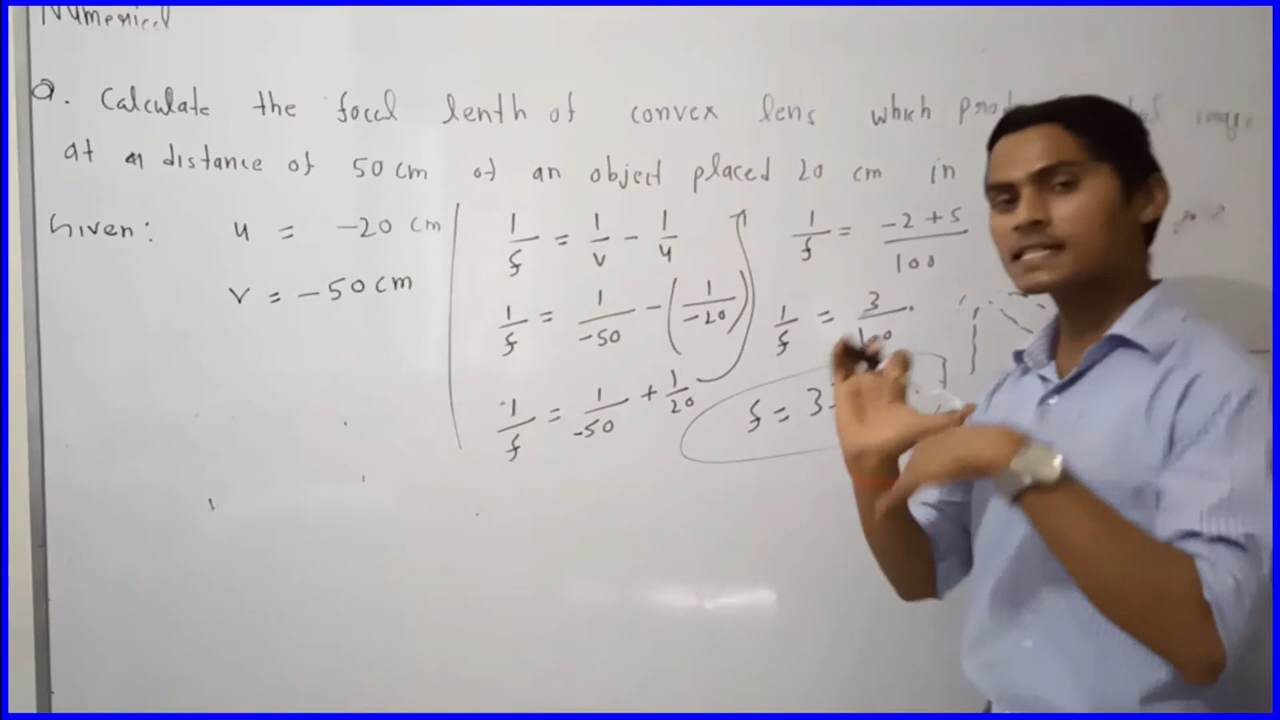 Numerical
Q. Calculate the focal lenth of convex lens which
at a distance of 50 cm of an object placed 20 cm in
Given: u = -20 cm
v = -50 cm
1/f = 1/v - 1/u
1/f = 1/-50 - (1/-20)
1/f = 1/-50 + 1/20
1/f = -2+5/100
1/f = 3/100
f = 33